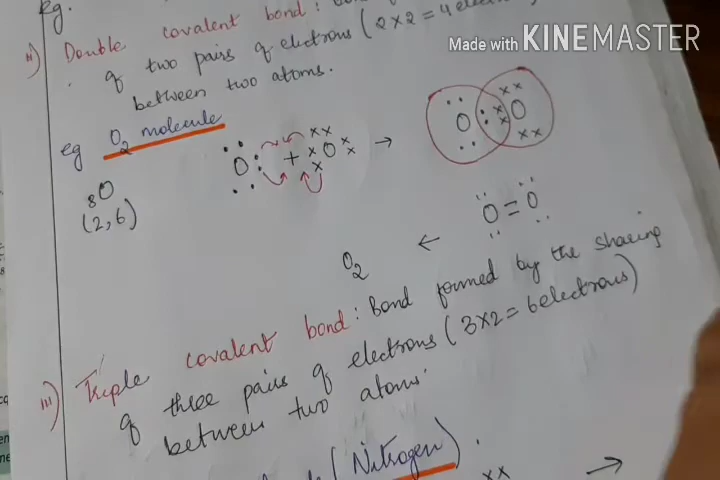 eg.
Made with KINEMASTER
ii) Double covalent bond:
of two pairs of electrons (2×2=4 elect
between two atoms.
eg O2 molecule
8O
(2,6)
O + O →
O O
O=O
O2 ←
iii) Triple covalent bond: Bond formed by the sharing
of three pairs of electrons (3×2=6 electrons)
between two atoms.
(Nitrogen).
→